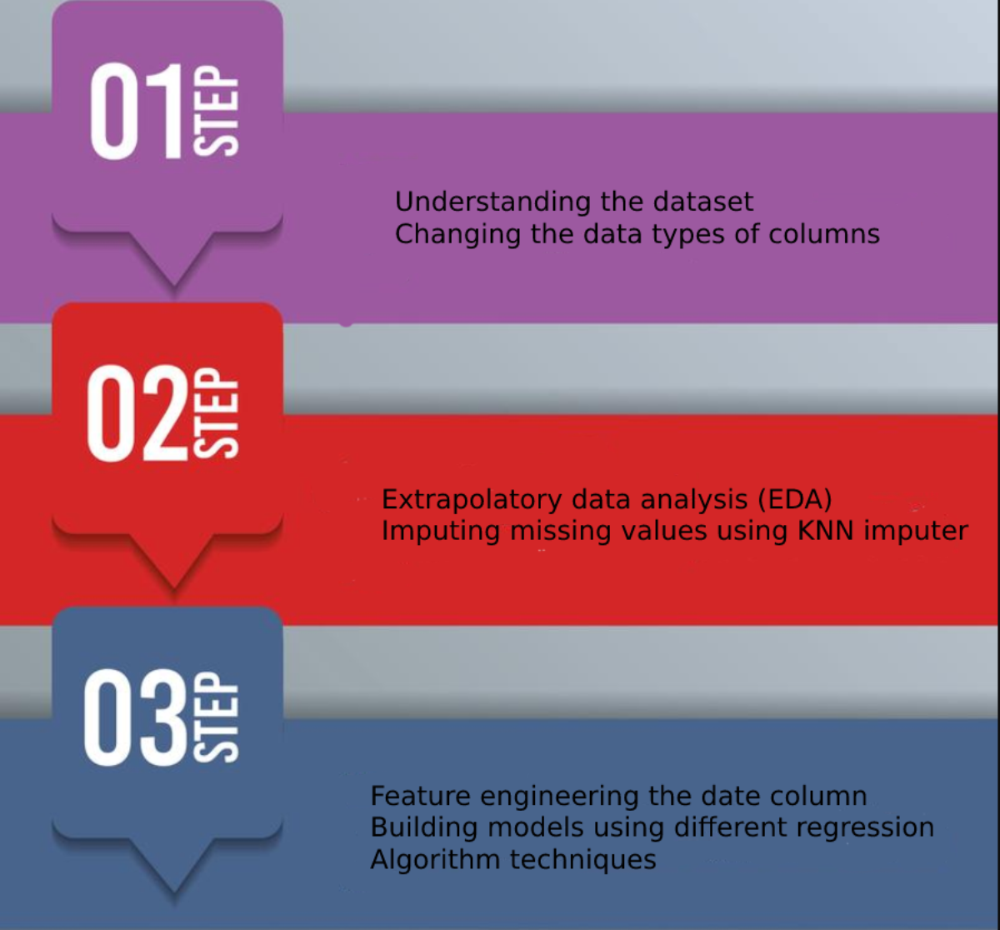 01 STEP
Understanding the dataset
Changing the data types of columns
02 STEP
Extrapolatory data analysis (EDA)
Imputing missing values using KNN imputer
03 STEP
Feature engineering the date column
Building models using different regression
Algorithm techniques